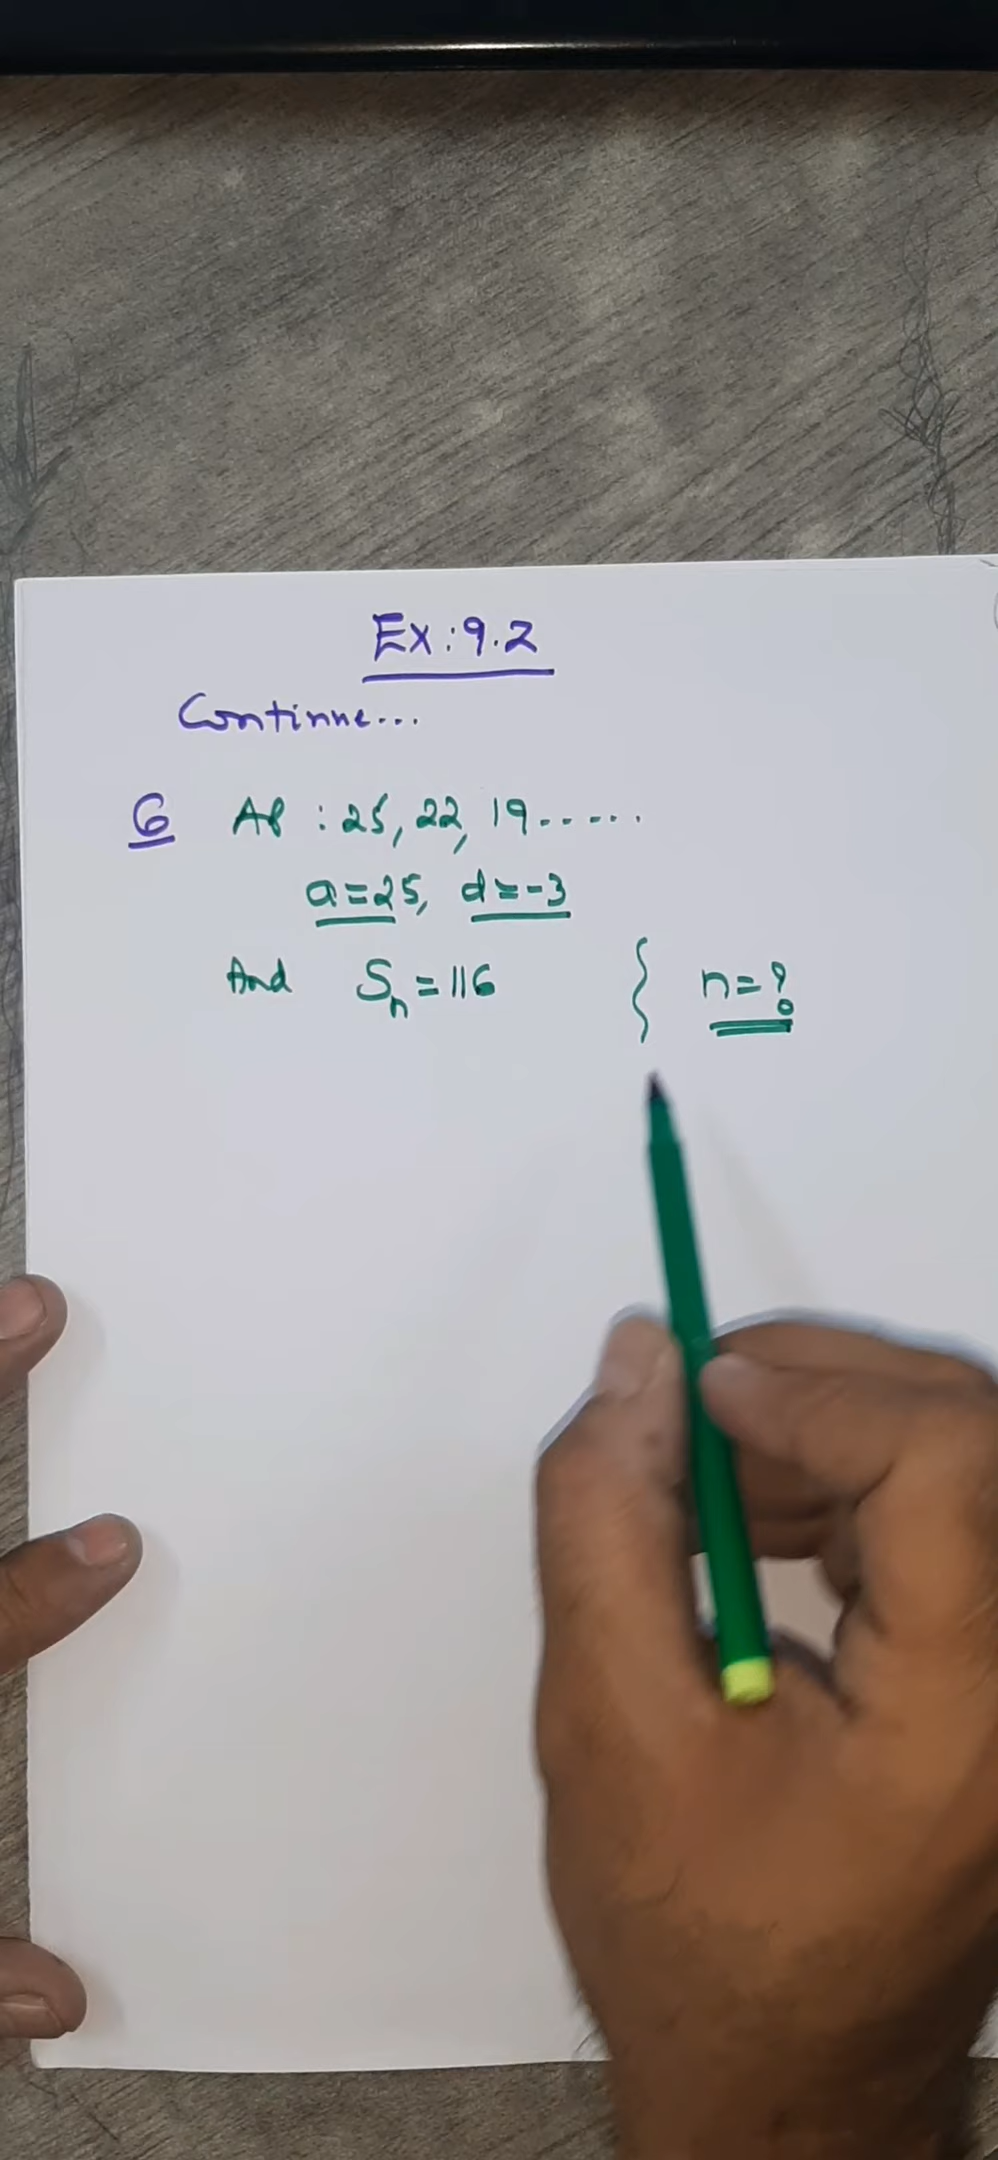 Ex: 9.2
Continue...
6 AP : 25, 22, 19......
a=25, d=-3
And Sn=116 { n=?